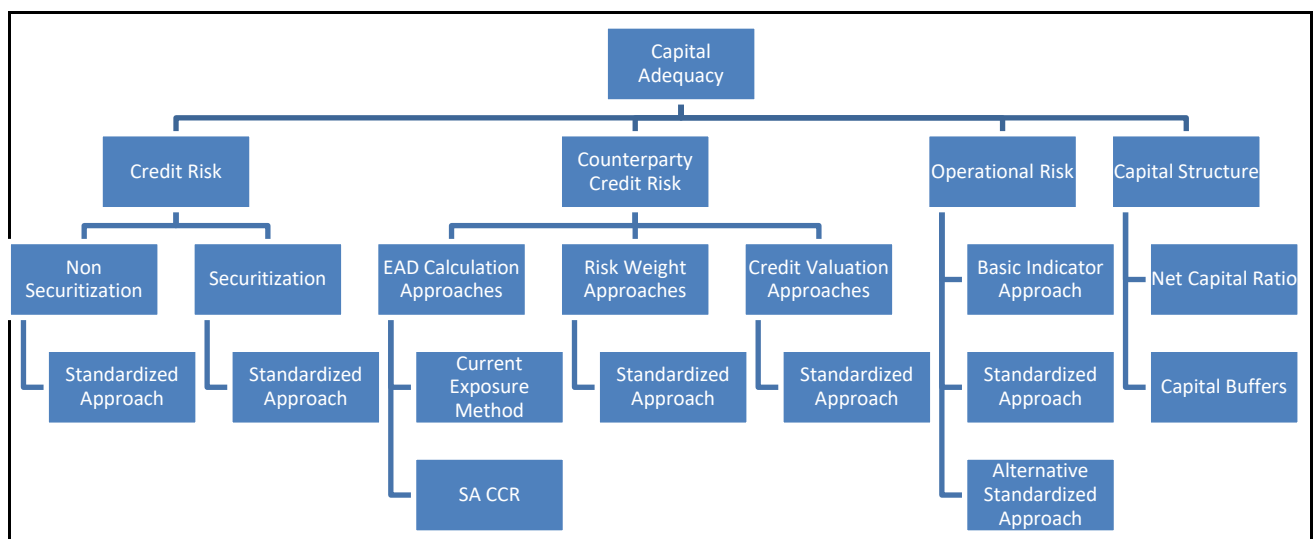 Capital
Adequacy
Credit Risk
Counterparty
Credit Risk
Operational Risk
Capital Structure
Non
Securitization
Securitization
EAD Calculation
Approaches
Risk Weight
Approaches
Credit Valuation
Approaches
Basic Indicator
Approach
Net Capital Ratio
Standardized
Approach
Standardized
Approach
Current
Exposure
Method
Standardized
Approach
Standardized
Approach
Standardized
Approach
Capital Buffers
SA CCR
Alternative
Standardized
Approach